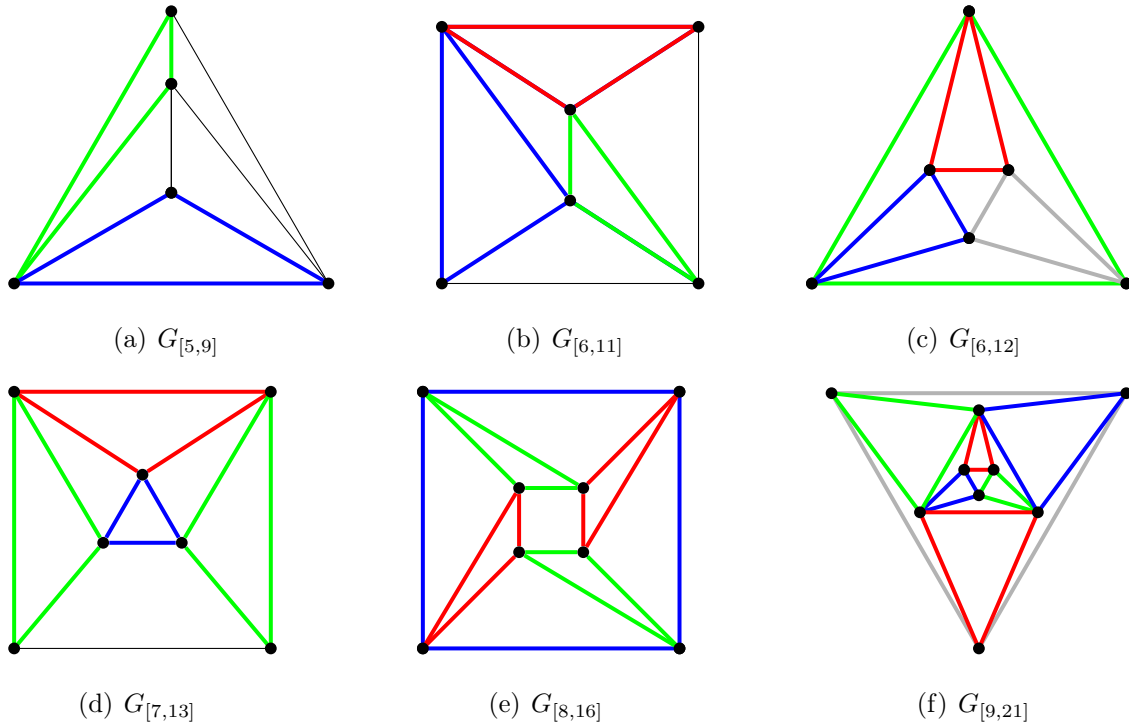 (a) G[5,9]
(b) G[6,11]
(c) G[6,12]
(d) G[7,13]
(e) G[8,16]
(f) G[9,21]